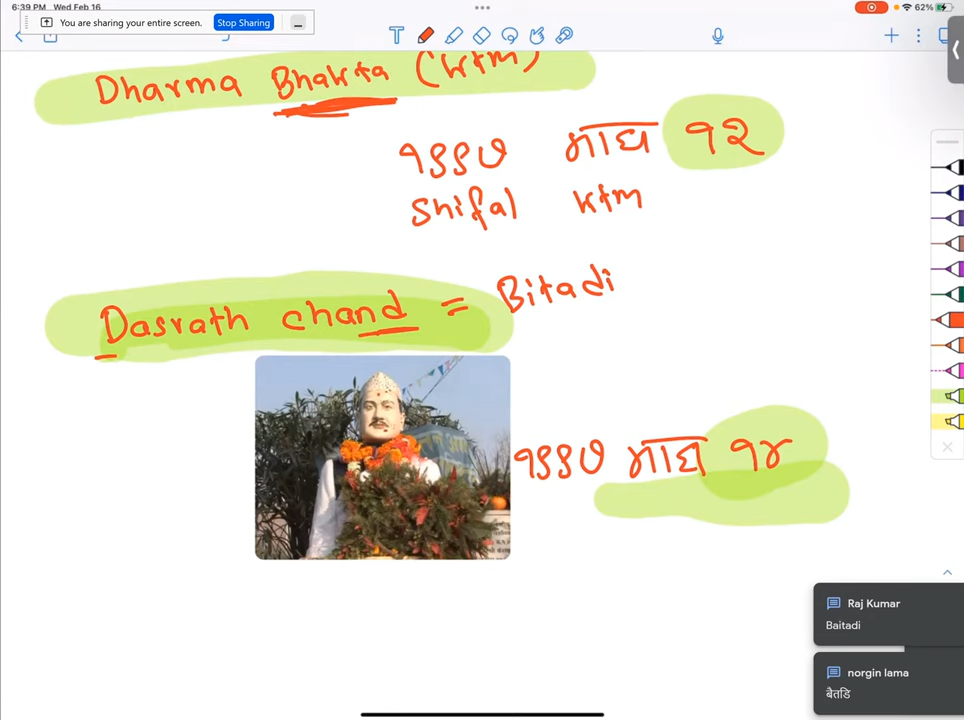 6:39 PM Wed Feb 16
62%
You are sharing your entire screen.
Stop Sharing
Dharma Bhakta (Ktm)
१९९७ माघ १२
Shifal Ktm
Dasrath chand = Bitadi
१९९७ माघ १४
Raj Kumar
Baitadi
norgin lama
बैतडि